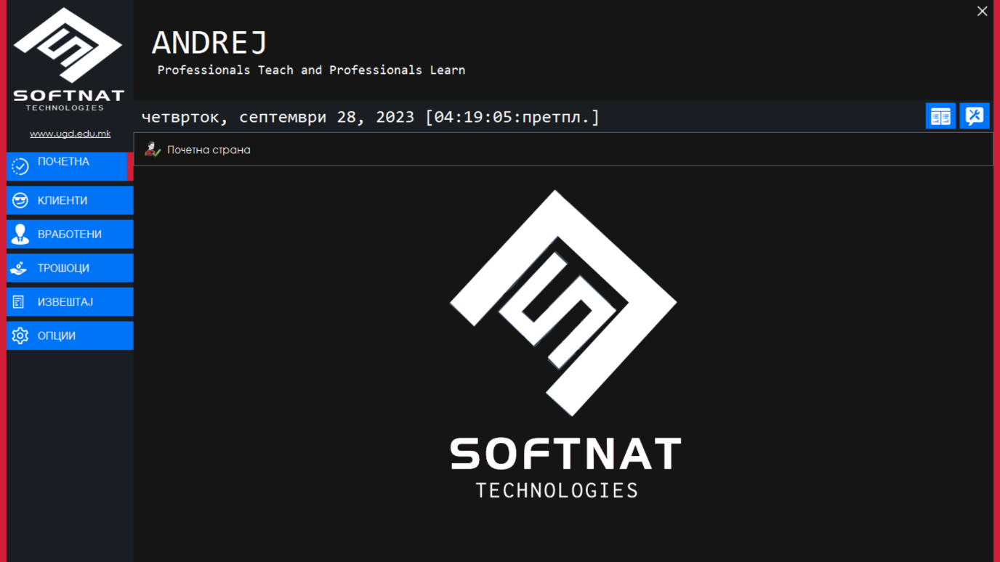 SOFTNAT
TECHNOLOGIES
www.ugd.edu.mk
ПОЧЕТНА
КЛИЕНТИ
ВРАБОТЕНИ
ТРОШОЦИ
ИЗВЕШТАЈ
ОПЦИИ
ANDREJ
Professionals Teach and Professionals Learn
четврток, септември 28, 2023 [04:19:05:претпл.]
Почетна страна
SOFTNAT
TECHNOLOGIES